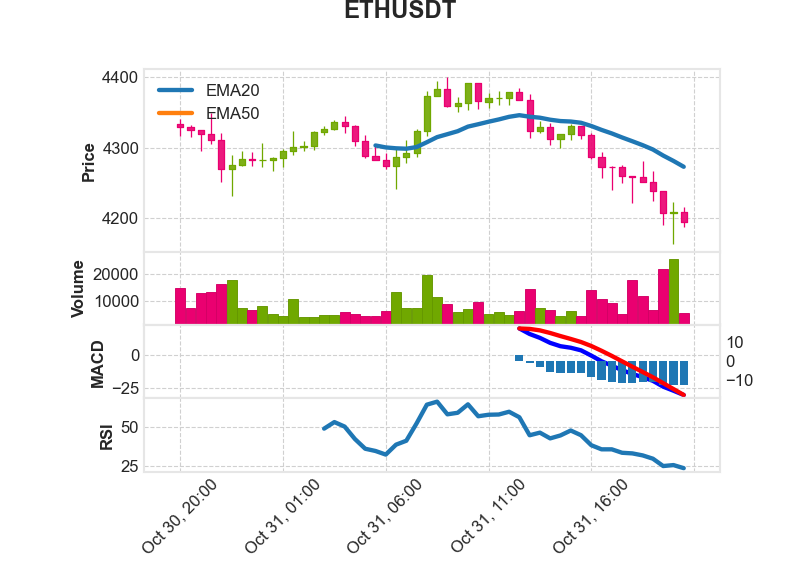 ETHUSDT
EMA20
EMA50
Price
4400
4300
4200
Volume
20000
10000
MACD
0
−25
10
0
−10
RSI
50
25
Oct 30, 20:00
Oct 31, 01:00
Oct 31, 06:00
Oct 31, 11:00
Oct 31, 16:00